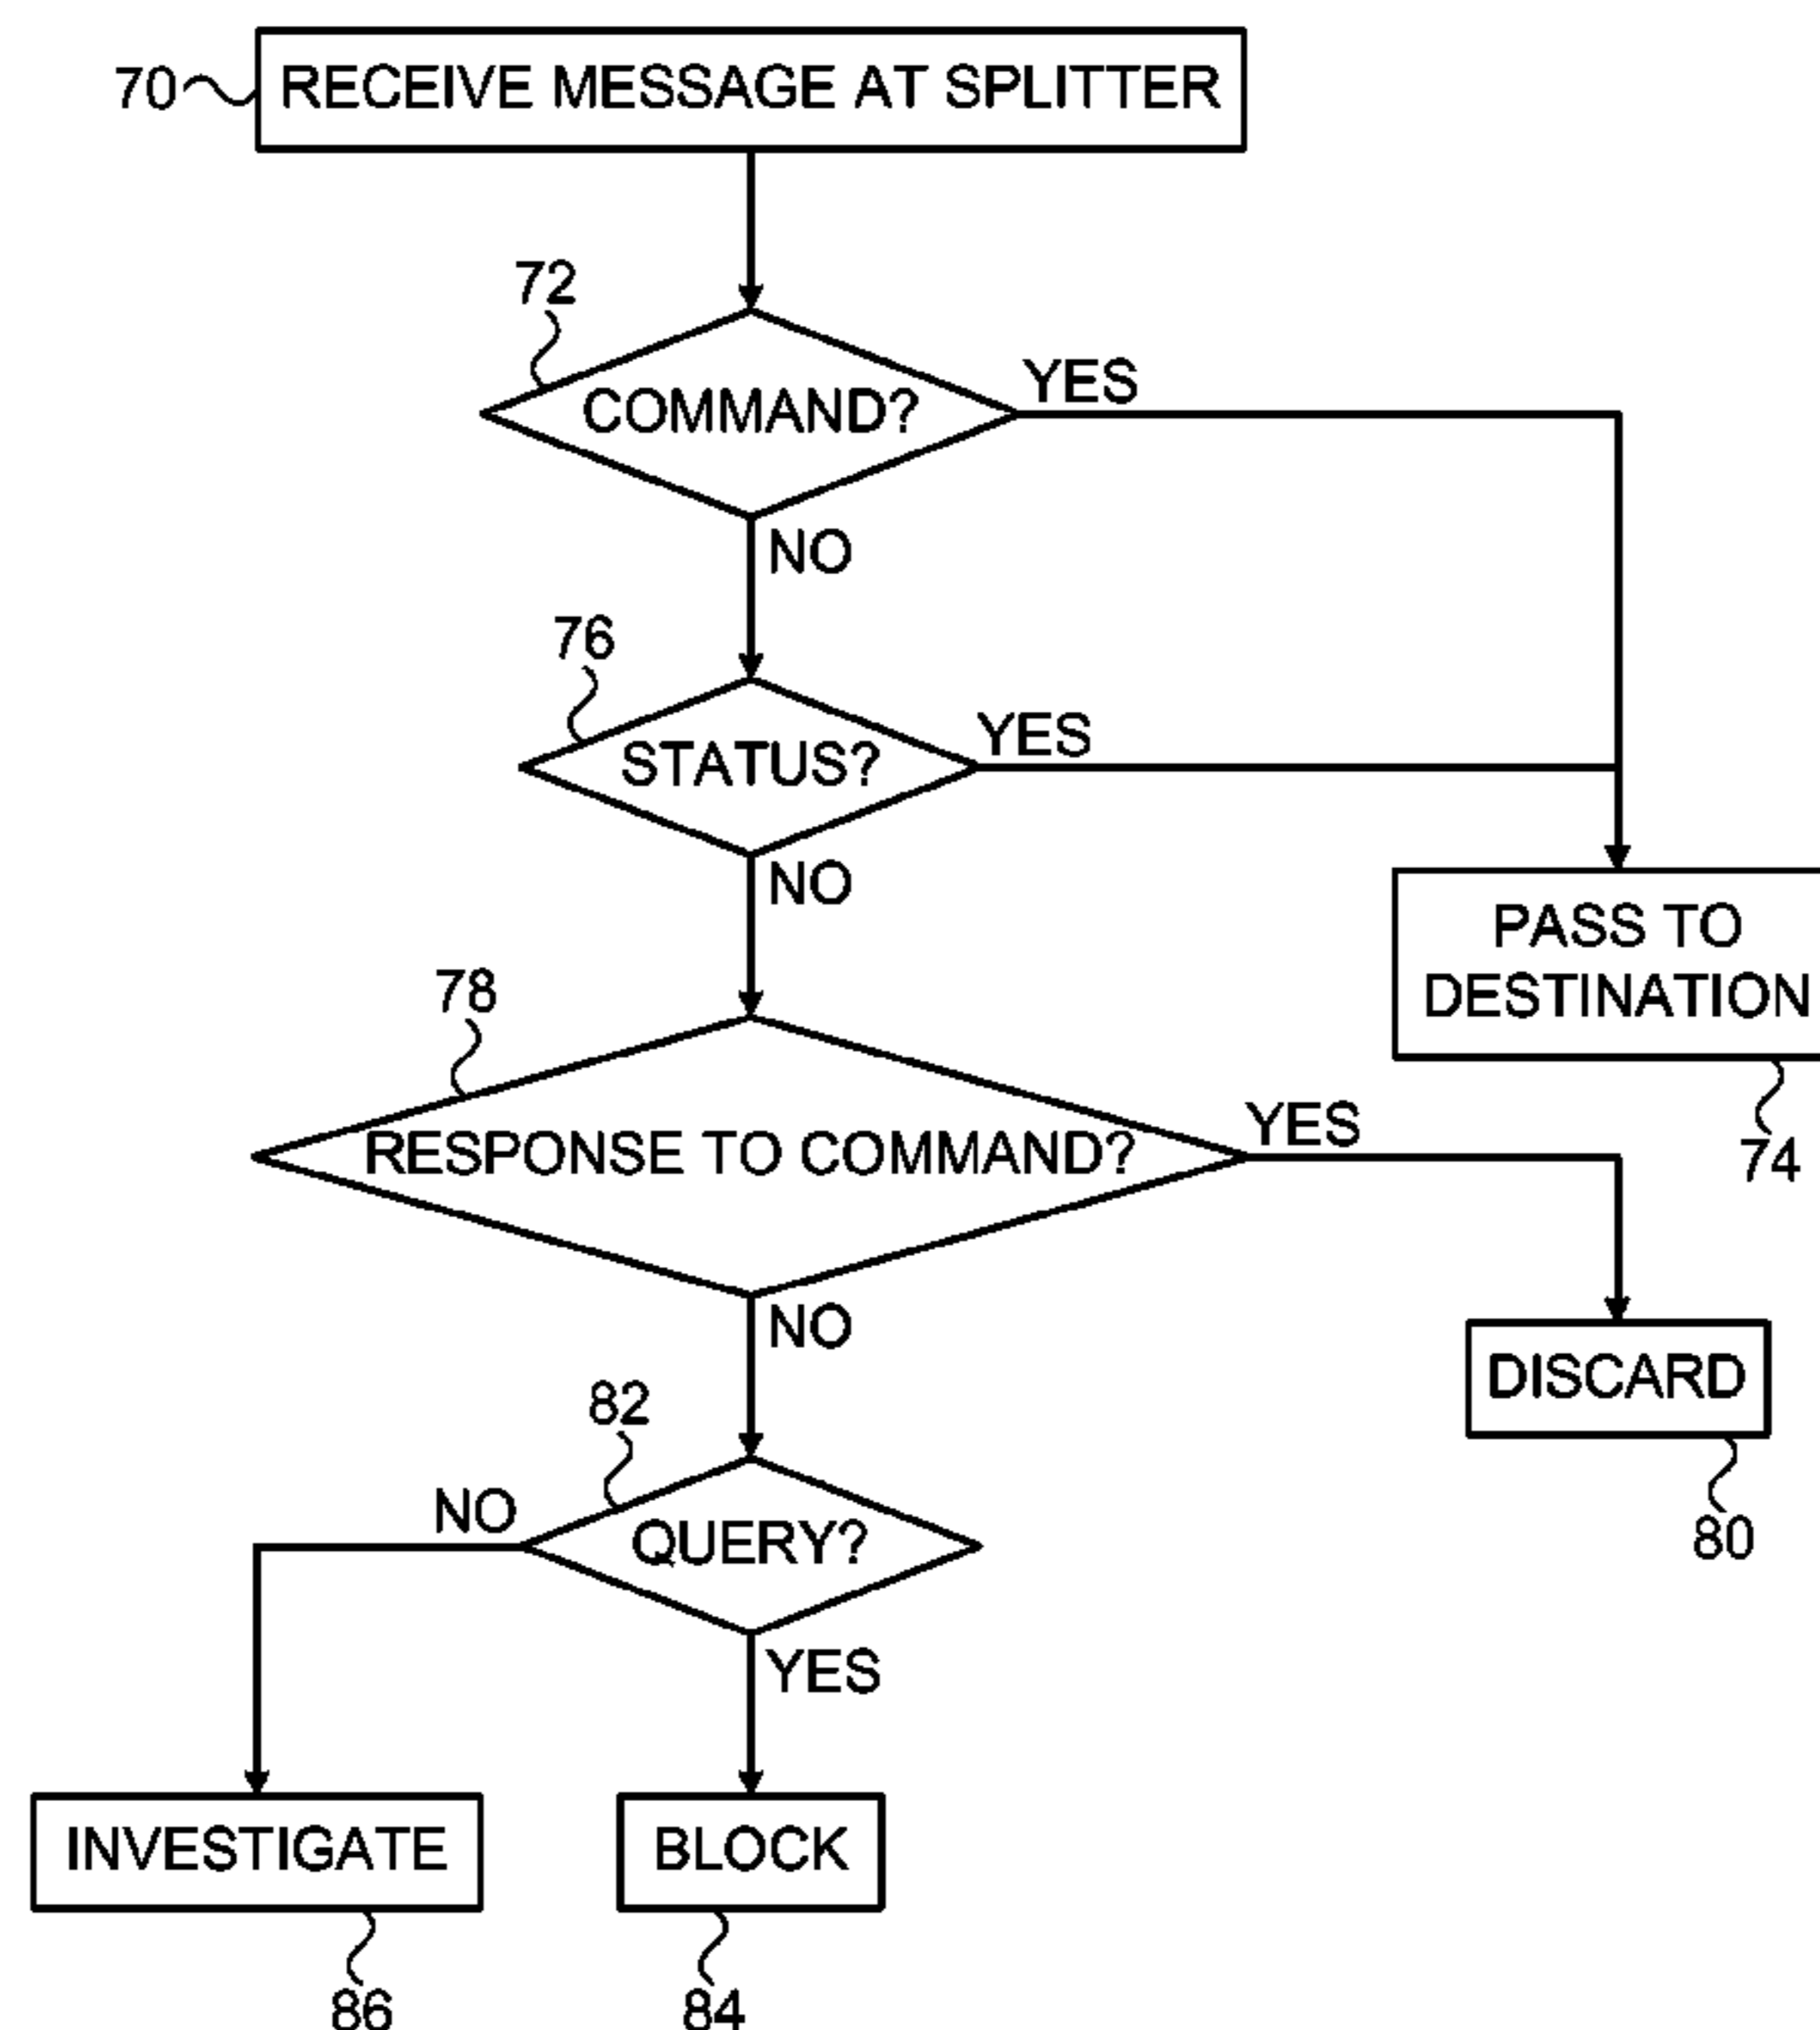 70 RECEIVE MESSAGE AT SPLITTER
72
COMMAND?
YES
NO
76
STATUS?
YES
NO
PASS TO
DESTINATION
74
78
RESPONSE TO COMMAND?
YES
NO
DISCARD
80
82
QUERY?
NO
YES
INVESTIGATE
86
BLOCK
84